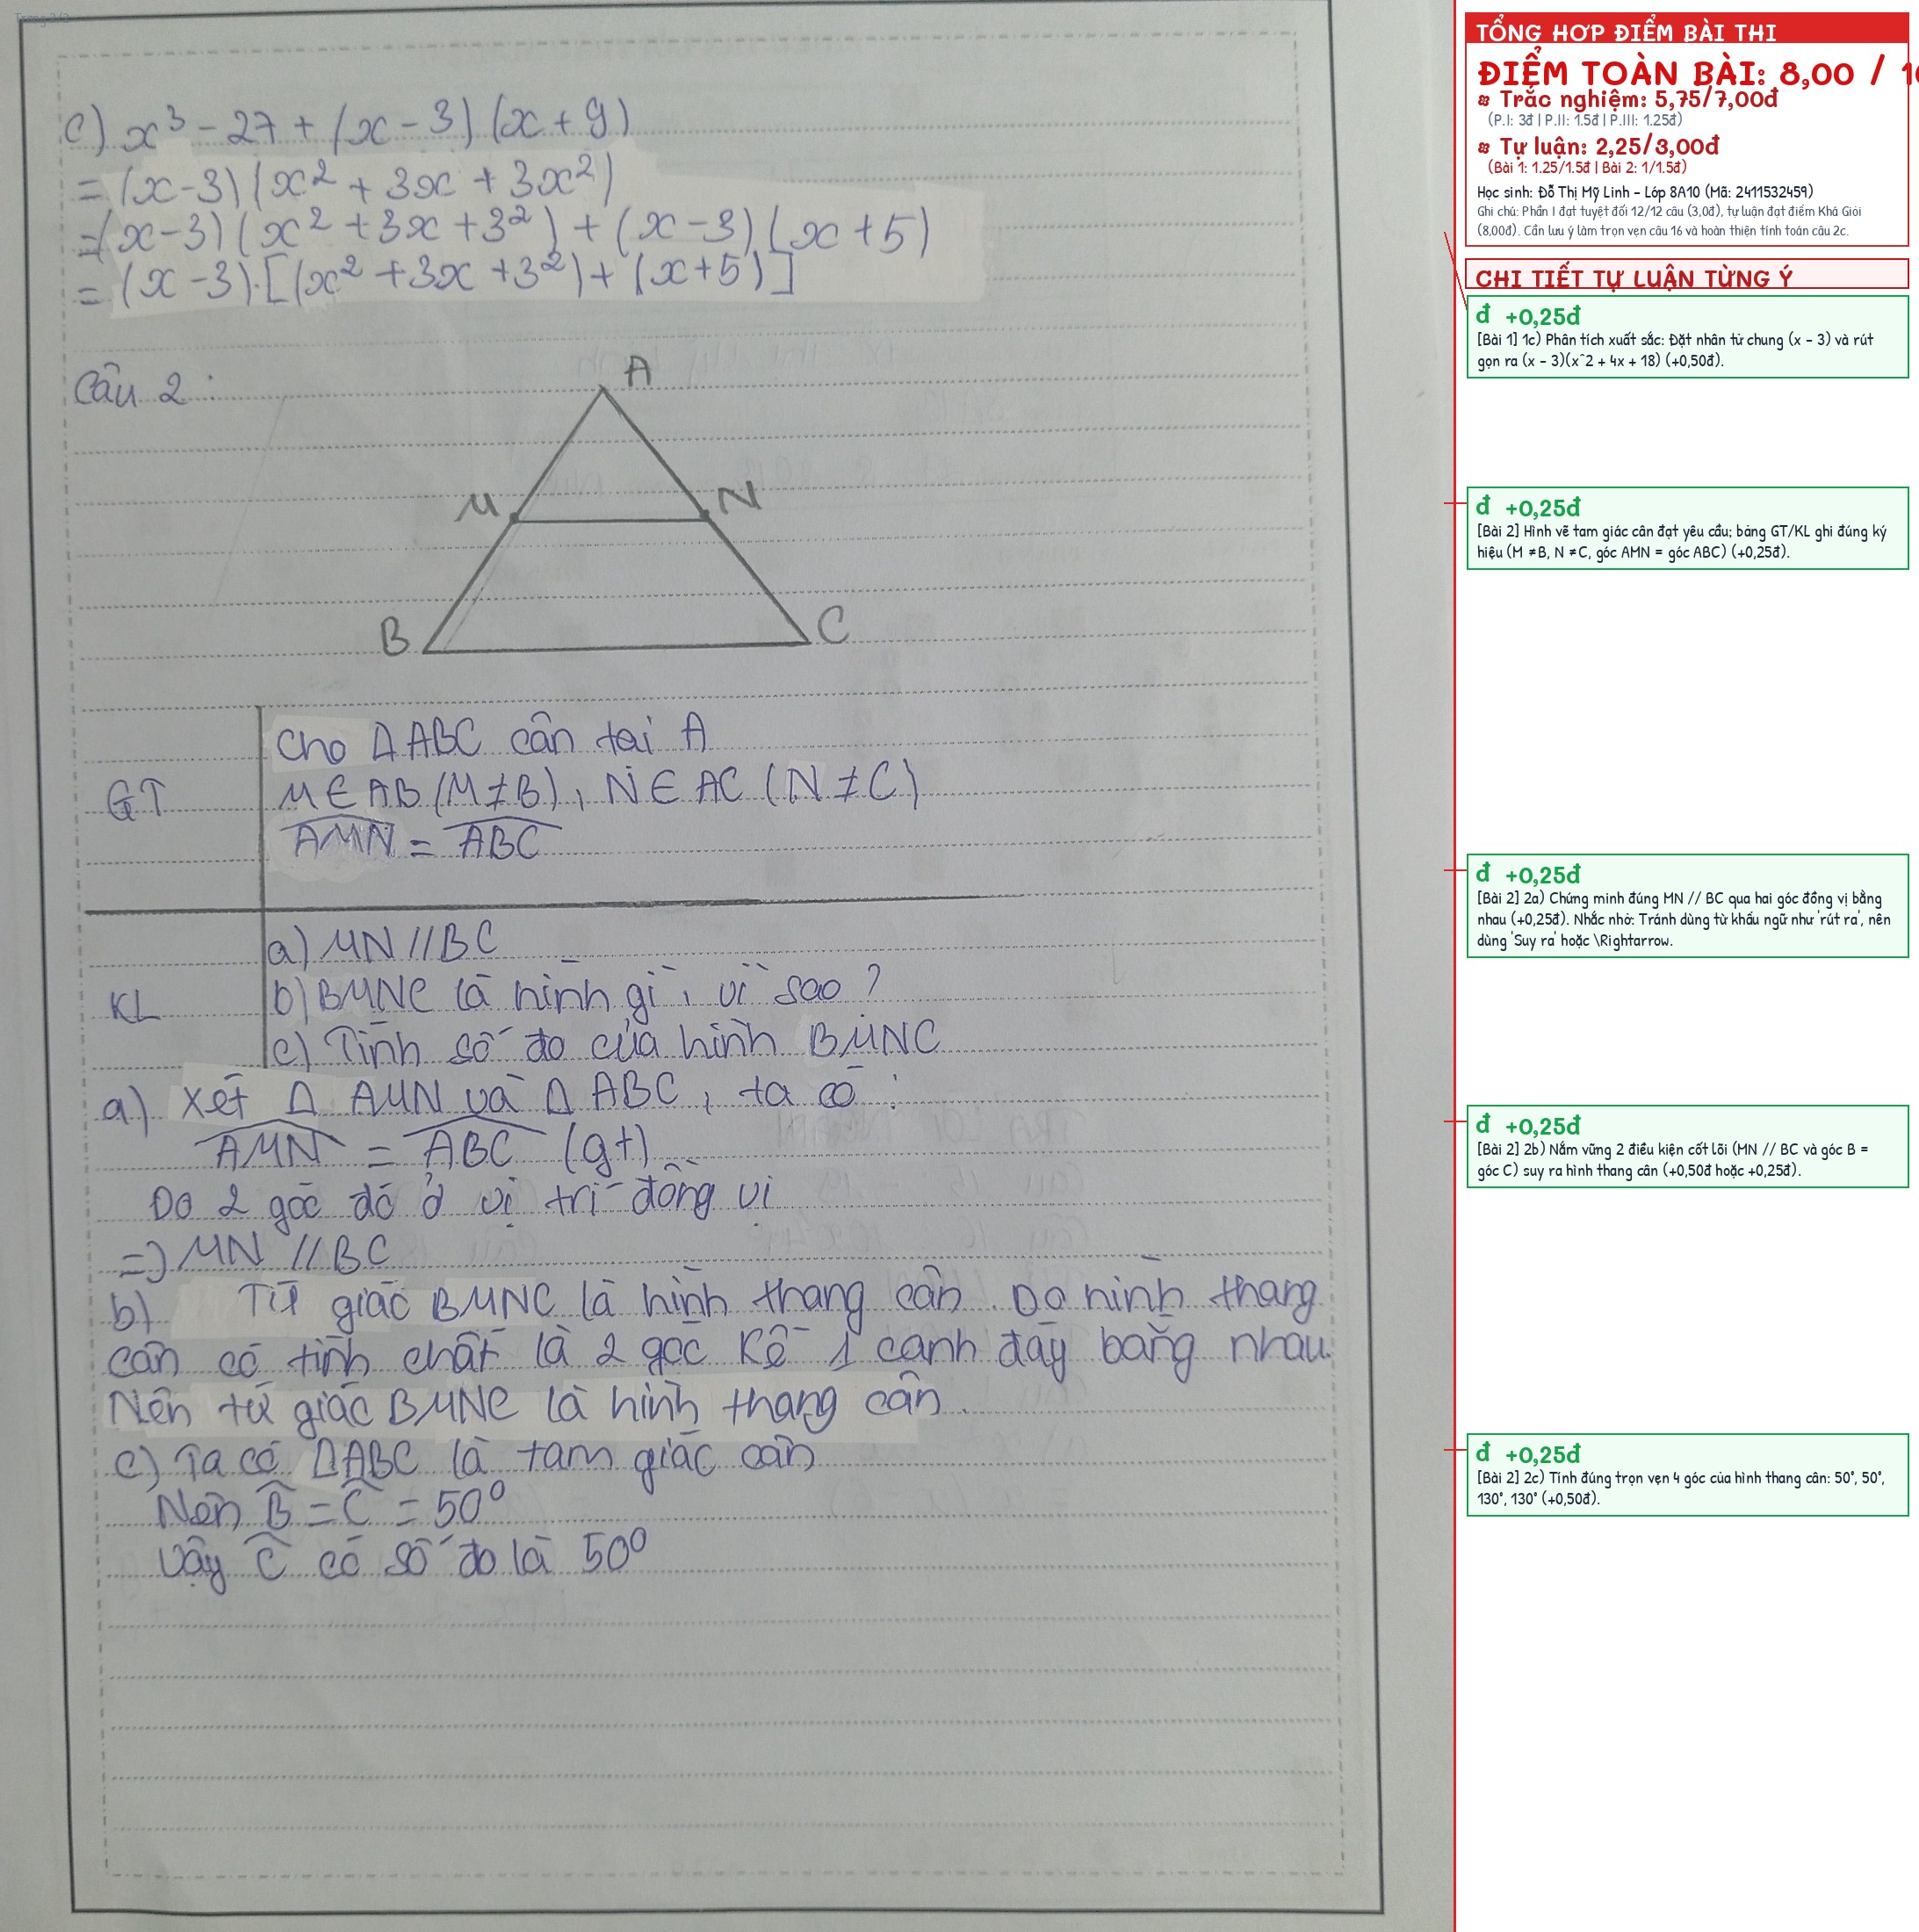 c) x³ - 27 + (x - 3) (x + 9)
= (x - 3) (x² + 3x + 3x²)
= (x - 3) (x² + 3x + 3²) + (x - 3) (x + 5)
= (x - 3) . [(x² + 3x + 3²) + (x + 5)]
Câu 2 :
A
M
N
B
C
Cho ΔABC cân tại A
GT
M ∈ AB (M ≠ B), N ∈ AC (N ≠ C)
AMN = ABC
a) MN // BC
KL
b) BMNC là hình gì, vì sao ?
c) Tính số đo của hình BMNC
a) Xét Δ AMN và Δ ABC, ta có :
AMN = ABC (gt)
Do 2 góc đó ở vị trí đồng vị
=> MN // BC
b) Tứ giác BMNC là hình thang cân. Do hình thang
cân có tính chất là 2 góc kề 1 cạnh đáy bằng nhau.
Nên tứ giác BMNC là hình thang cân.
c) Ta có ΔABC là tam giác cân
Nên B = C = 50°
Vậy C có số đo là 50°
TỔNG HỢP ĐIỂM BÀI THI
ĐIỂM TOÀN BÀI: 8,00 / 10
Trắc nghiệm: 5,75/7,00đ
(P.I: 3đ | P.II: 1.5đ | P.III: 1.25đ)
Tự luận: 2,25/3,00đ
(Bài 1: 1.25/1.5đ | Bài 2: 1/1.5đ)
Học sinh: Đỗ Thị Mỹ Linh - Lớp 8A10 (Mã: 2411532459)
Ghi chú: Phần I đạt tuyệt đối 12/12 câu (3,0đ), tự luận đạt điểm Khá Giỏi
(8,00đ). Cần lưu ý làm trọn vẹn câu 16 và hoàn thiện tính toán câu 2c.
CHI TIẾT TỰ LUẬN TỪNG Ý
đ +0,25đ
[Bài 1] 1c) Phân tích xuất sắc: Đặt nhân tử chung (x - 3) và rút
gọn ra (x - 3)(x^2 + 4x + 18) (+0,50đ).
đ +0,25đ
[Bài 2] Hình vẽ tam giác cân đạt yêu cầu; bảng GT/KL ghi đúng ký
hiệu (M ≠B, N ≠C, góc AMN = góc ABC) (+0,25đ).
đ +0,25đ
[Bài 2] 2a) Chứng minh đúng MN // BC qua hai góc đồng vị bằng
nhau (+0,25đ). Nhắc nhở: Tránh dùng từ khẩu ngữ như 'rút ra', nên
dùng 'Suy ra' hoặc \Rightarrow.
đ +0,25đ
[Bài 2] 2b) Nắm vững 2 điều kiện cốt lõi (MN // BC và góc B =
góc C) suy ra hình thang cân (+0,50đ hoặc +0,25đ).
đ +0,25đ
[Bài 2] 2c) Tính đúng trọn vẹn 4 góc của hình thang cân: 50°, 50°,
130°, 130° (+0,50đ).